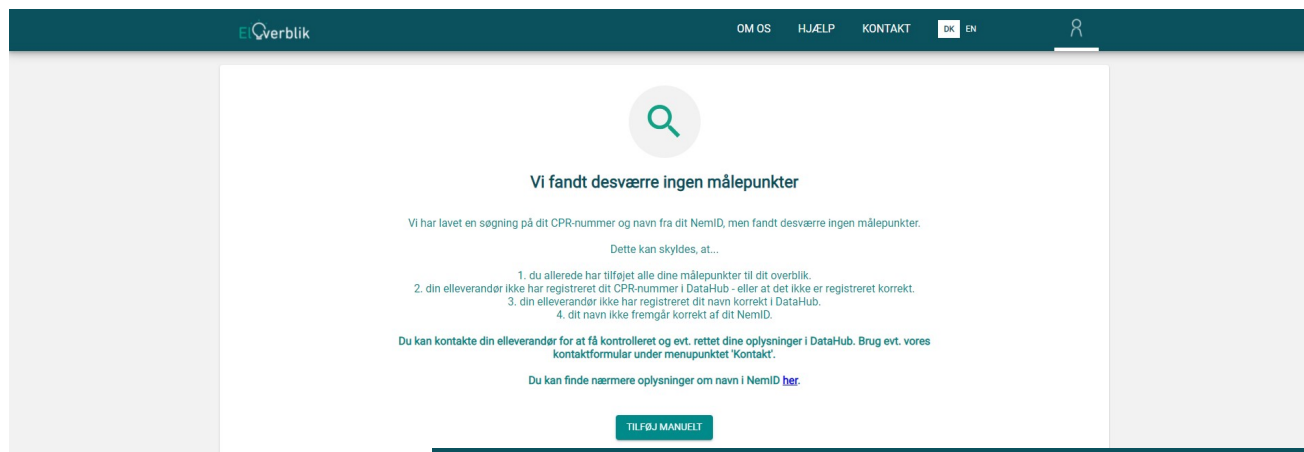 ElOverblik
OM OS HJÆLP KONTAKT DK EN
Vi fandt desværre ingen målepunkter
Vi har lavet en søgning på dit CPR-nummer og navn fra dit NemID, men fandt desværre ingen målepunkter.
Dette kan skyldes, at...
1. du allerede har tilføjet alle dine målepunkter til dit overblik.
2. din elleverandør ikke har registreret dit CPR-nummer i DataHub - eller at det ikke er registreret korrekt.
3. din elleverandør ikke har registreret dit navn korrekt i DataHub.
4. dit navn ikke fremgår korrekt af dit NemID.
Du kan kontakte din elleverandør for at få kontrolleret og evt. rettet dine oplysninger i DataHub. Brug evt. vores
kontaktformular under menupunktet 'Kontakt'.
Du kan finde nærmere oplysninger om navn i NemID her.
TILFØJ MANUELT